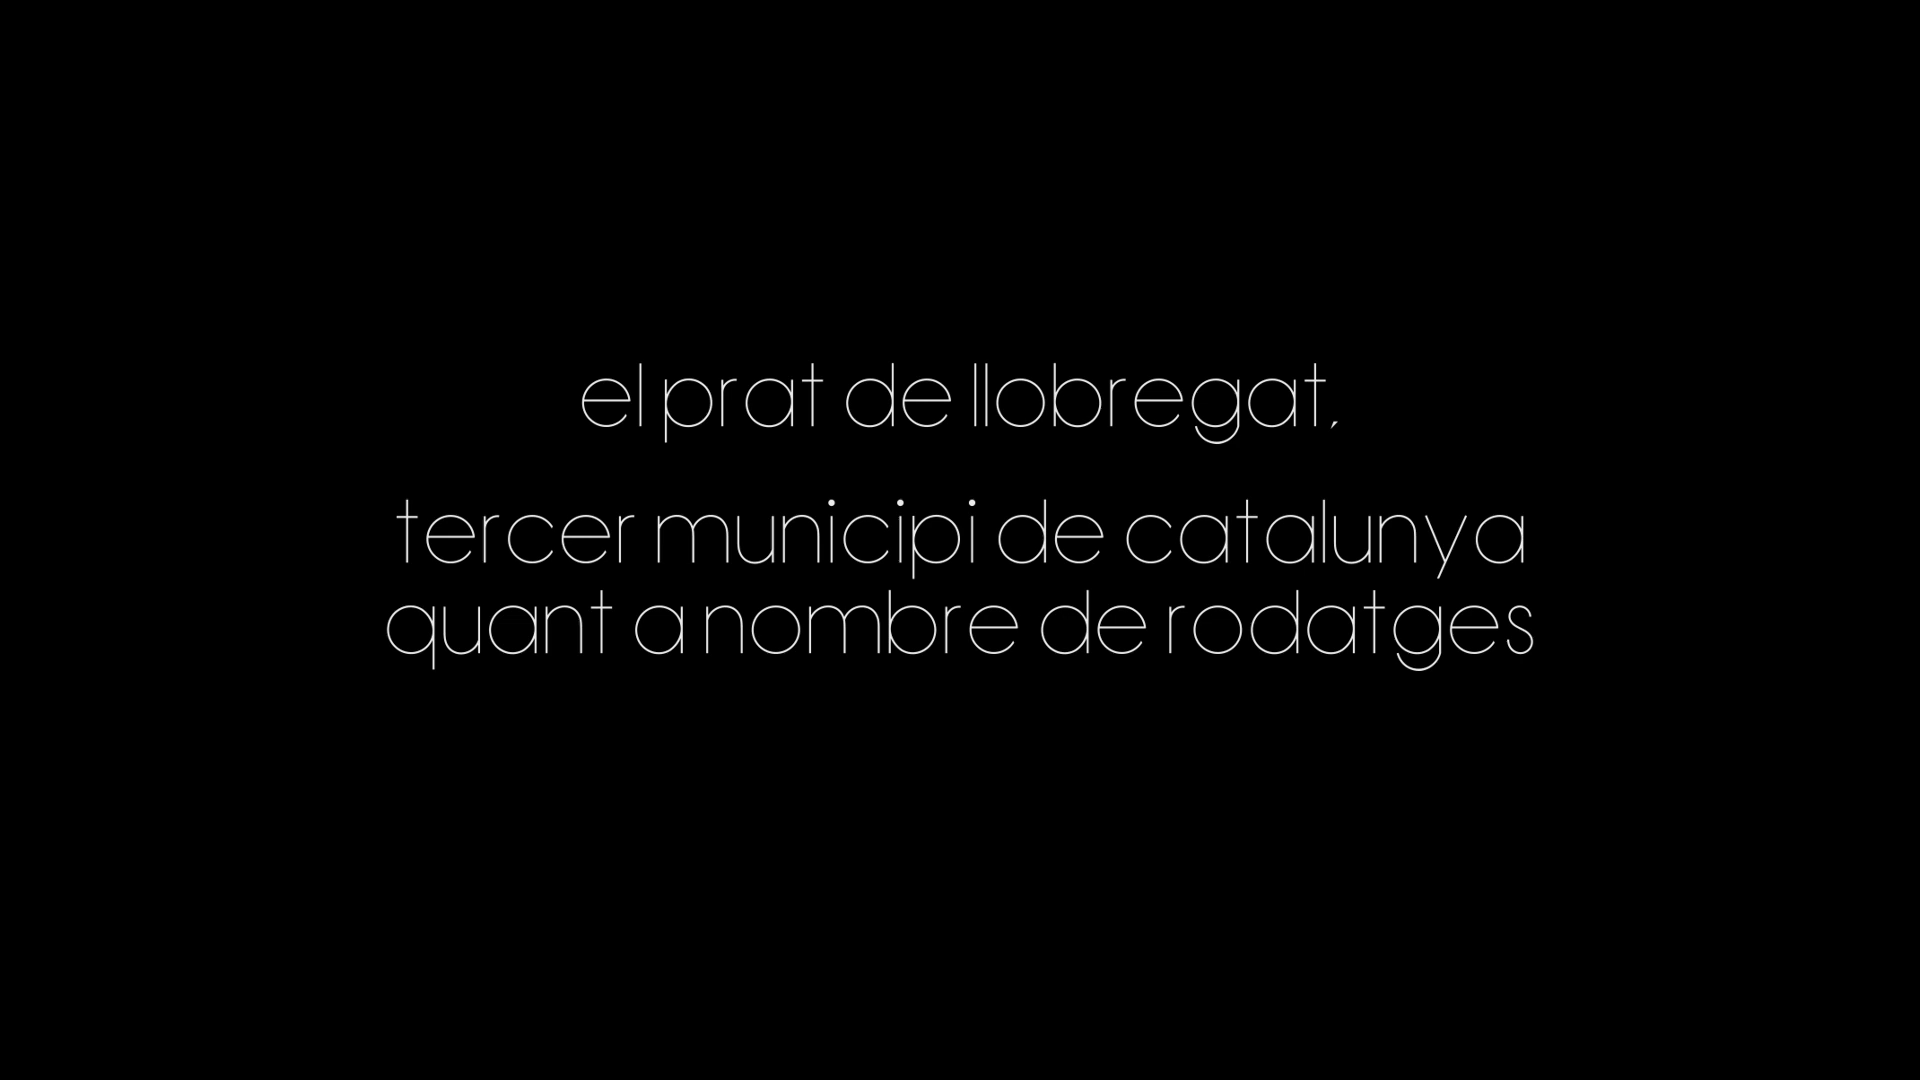 el prat de llobregat,
tercer municipi de catalunya
quant a nombre de rodatges